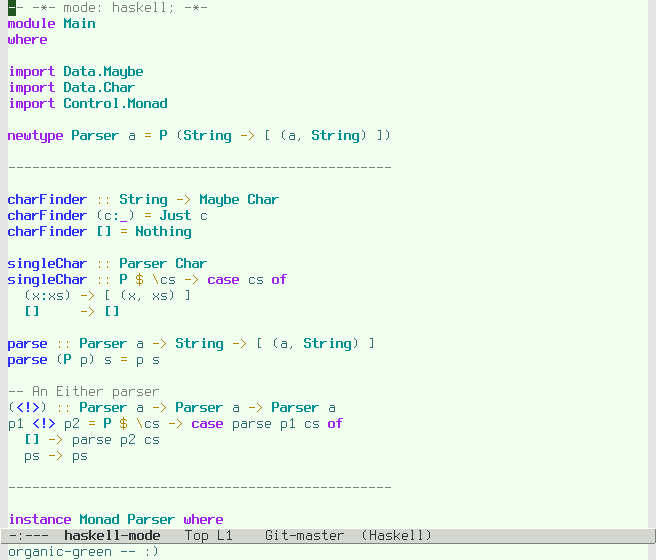 -- -*- mode: haskell; -*-
module Main
where
import Data.Maybe
import Data.Char
import Control.Monad
newtype Parser a = P (String -> [ (a, String) ])
------------------------------------------------
charFinder :: String -> Maybe Char
charFinder (c:_) = Just c
charFinder [] = Nothing
singleChar :: Parser Char
singleChar :: P $ \cs -> case cs of
  (x:xs) -> [ (x, xs) ]
  []     -> []
parse :: Parser a -> String -> [ (a, String) ]
parse (P p) s = p s
-- An Either parser
(<!>) :: Parser a -> Parser a -> Parser a
p1 <!> p2 = P $ \cs -> case parse p1 cs of
  [] -> parse p2 cs
  ps -> ps
------------------------------------------------
instance Monad Parser where
-:---  haskell-mode   Top L1    Git-master  (Haskell)
organic-green -- :)